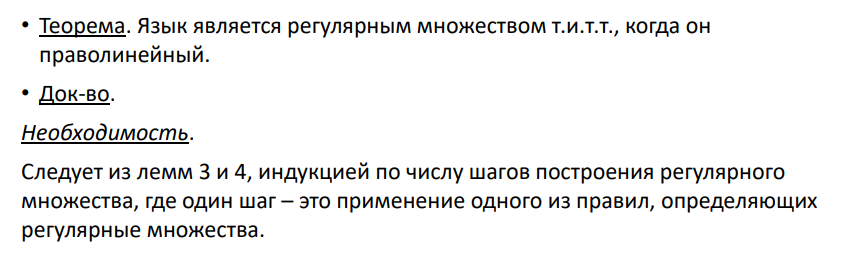 • Теорема. Язык является регулярным множеством т.и.т.т., когда он
праволинейный.
• Док-во.
Необходимость.
Следует из лемм 3 и 4, индукцией по числу шагов построения регулярного
множества, где один шаг – это применение одного из правил, определяющих
регулярные множества.